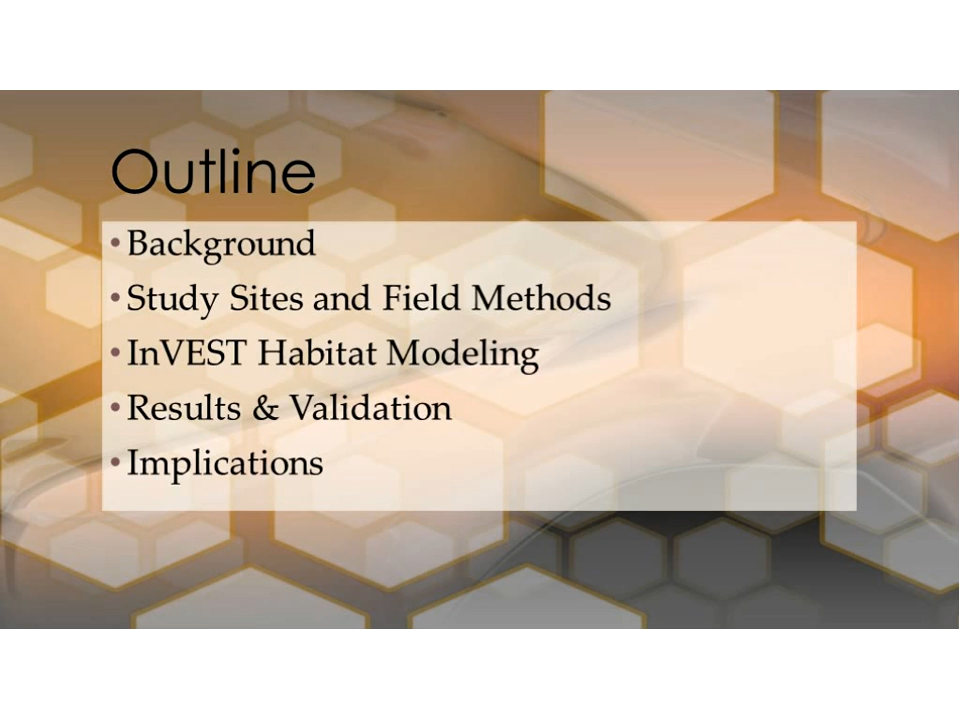 Outline
• Background
• Study Sites and Field Methods
• InVEST Habitat Modeling
• Results & Validation
• Implications